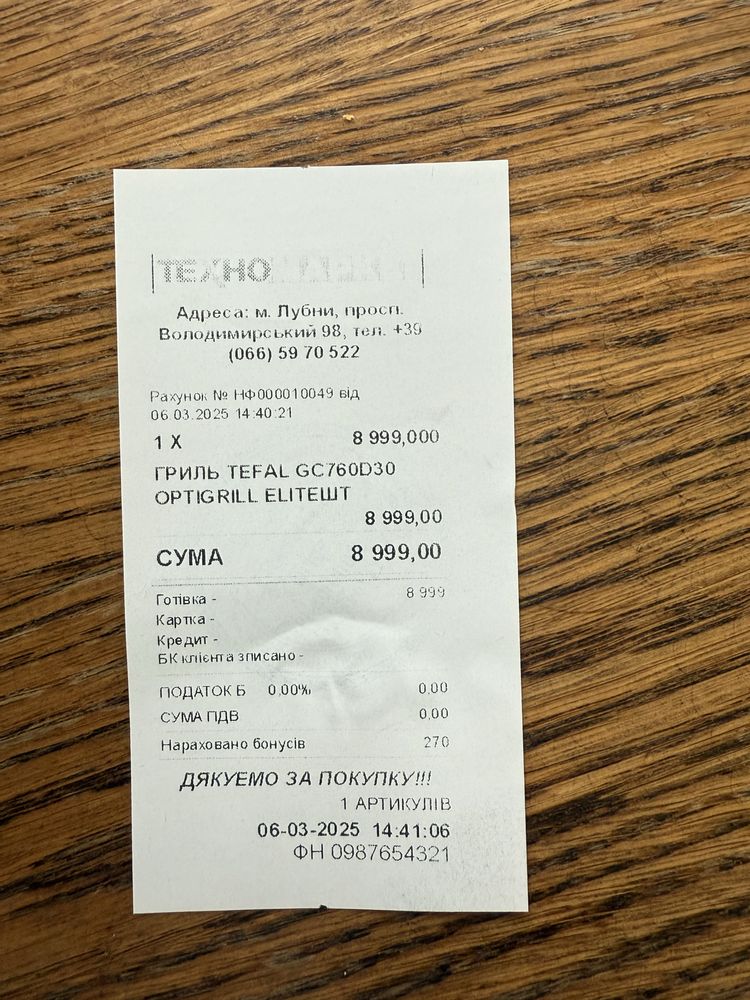 ТЕХНО
Адреса: м. Лубни, просп.
Володимирський 98, тел. +39
(066) 59 70 522
Рахунок № НФ000010049 від
06.03.2025 14:40:21
1 X 8 999,000
ГРИЛЬ TEFAL GC760D30
OPTIGRILL ELITEШТ
8 999,00
СУМА 8 999,00
Готівка - 8 999
Картка -
Кредит -
БК клієнта зписано -
ПОДАТОК Б 0,00% 0,00
СУМА ПДВ 0,00
Нараховано бонусів 270
ДЯКУЕМО ЗА ПОКУПКУ!!!
1 АРТИКУЛІВ
06-03-2025 14:41:06
ФН 0987654321